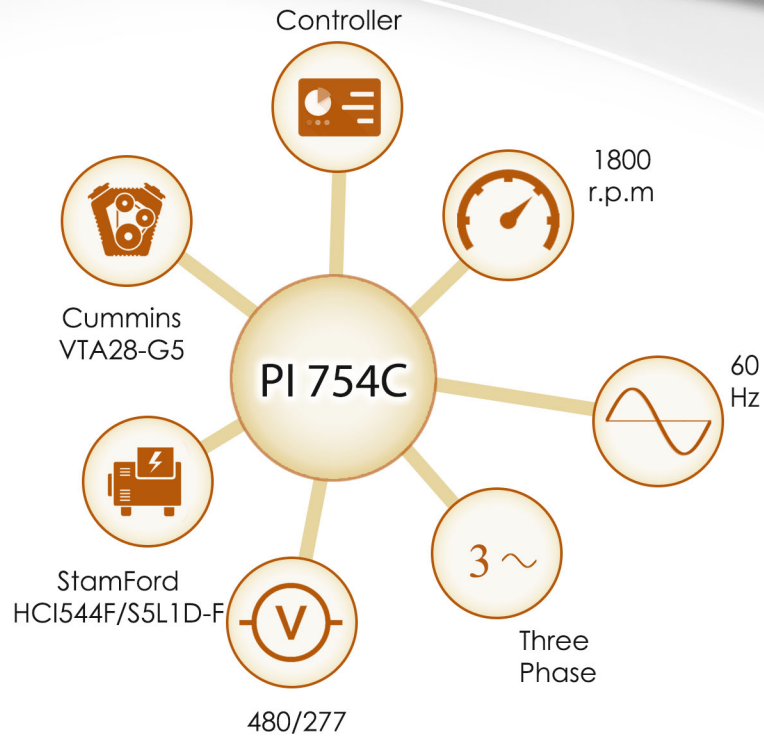 Controller
1800
r.p.m
Cummins
VTA28-G5
PI 754C
60
Hz
StamFord
HCI544F/S5L1D-F
V
3 ~
Three
Phase
480/277